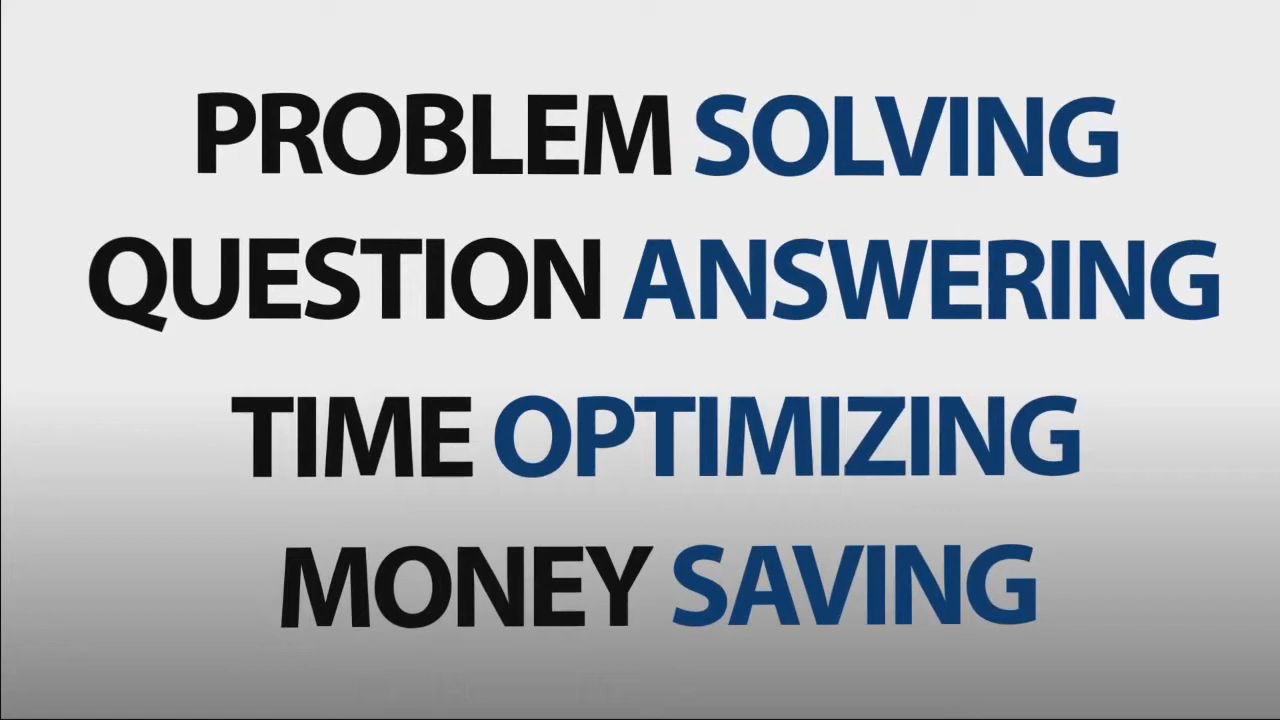 PROBLEM SOLVING
QUESTION ANSWERING
TIME OPTIMIZING
MONEY SAVING